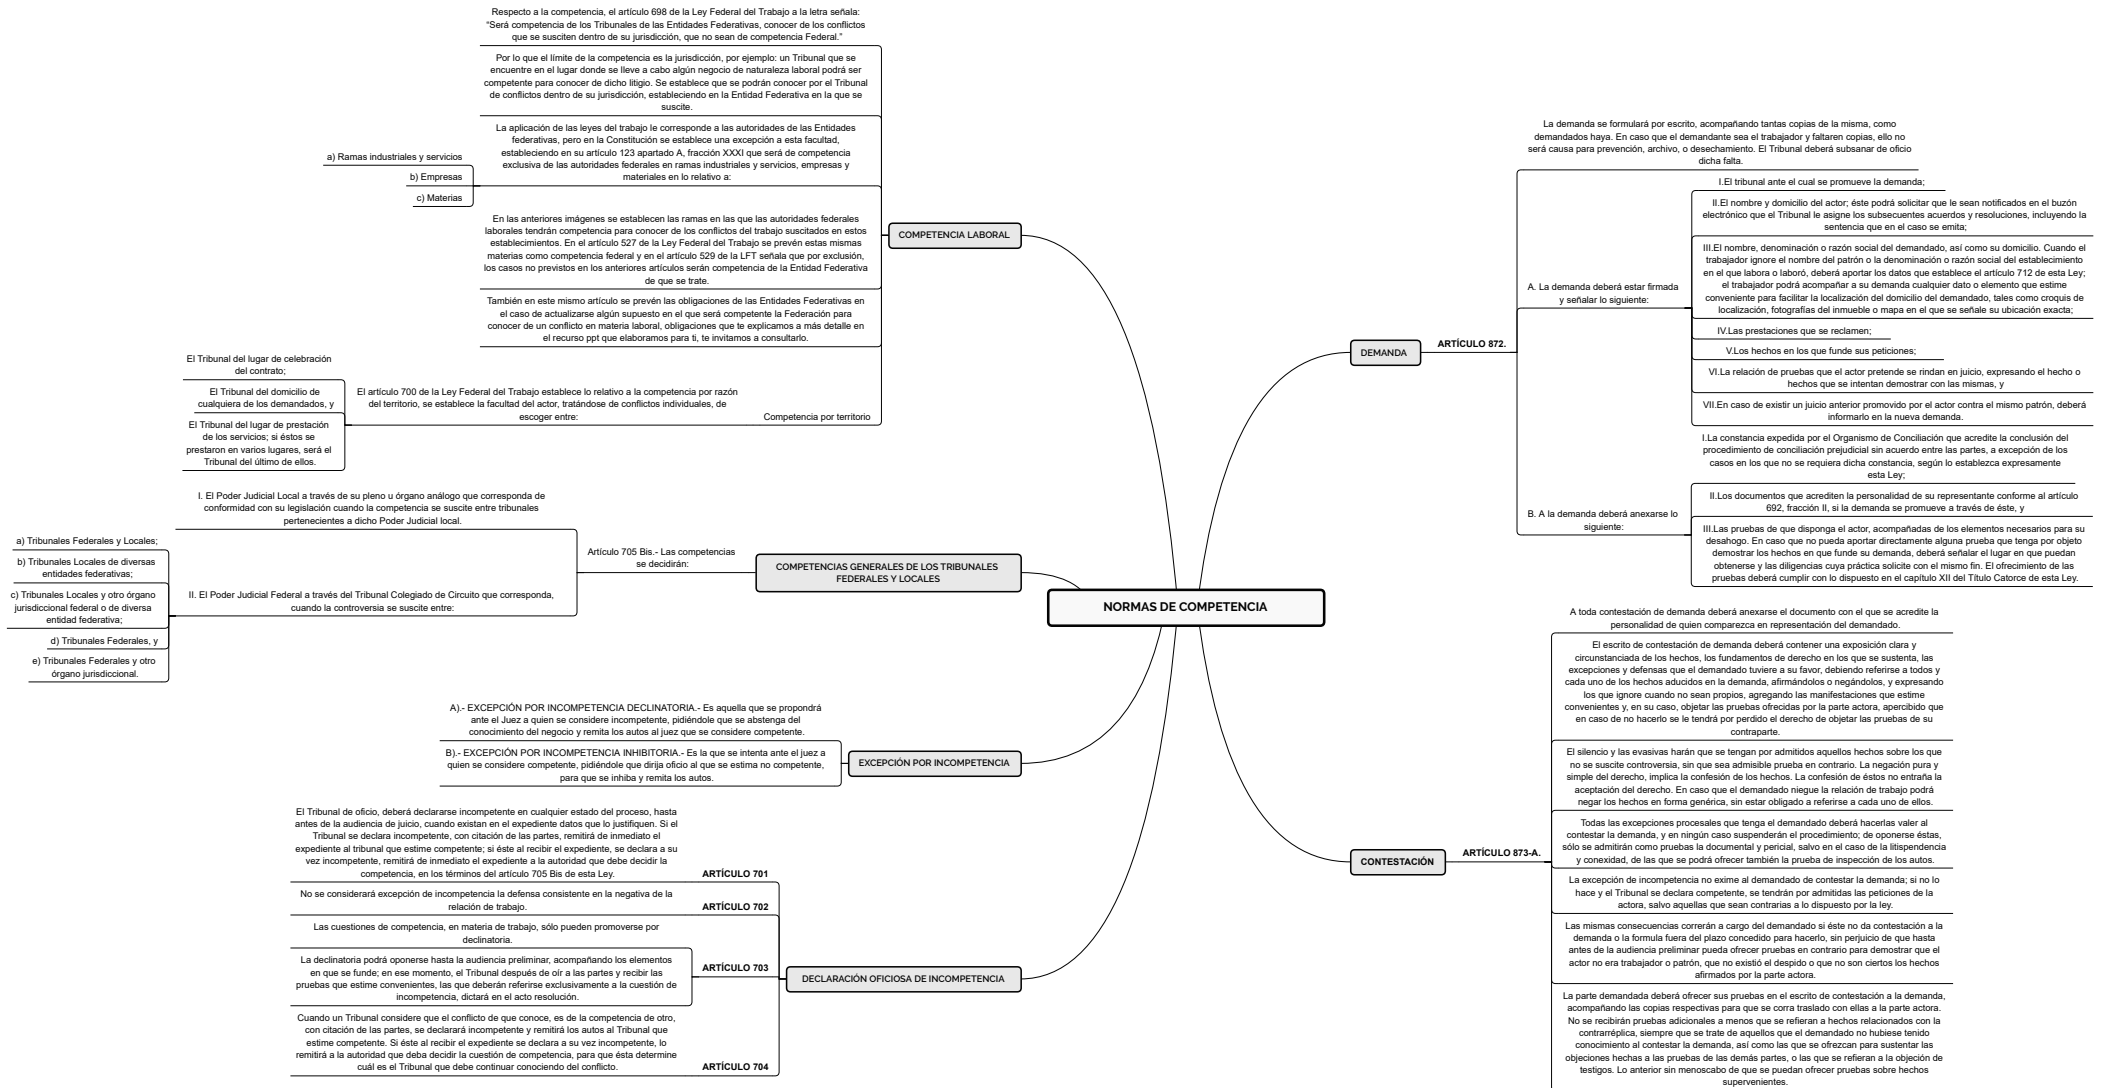 NORMAS DE COMPETENCIA
COMPETENCIA LABORAL
Respecto a la competencia, el artículo 698 de la Ley Federal del Trabajo a la letra señala:
“Será competencia de los Tribunales de las Entidades Federativas, conocer de los conflictos
que se susciten dentro de su jurisdicción, que no sean de competencia Federal.”
Por lo que el límite de la competencia es la jurisdicción, por ejemplo: un Tribunal que se
encuentre en el lugar donde se lleve a cabo algún negocio de naturaleza laboral podrá ser
competente para conocer de dicho litigio. Se establece que se podrán conocer por el Tribunal
de conflictos dentro de su jurisdicción, estableciendo en la Entidad Federativa en la que se
suscite.
La aplicación de las leyes del trabajo le corresponde a las autoridades de las Entidades
federativas, pero en la Constitución se establece una excepción a esta facultad,
estableciendo en su artículo 123 apartado A, fracción XXXI que será de competencia
exclusiva de las autoridades federales en ramas industriales y servicios, empresas y
materiales en lo relativo a:
a) Ramas industriales y servicios
b) Empresas
c) Materias
En las anteriores imágenes se establecen las ramas en las que las autoridades federales
laborales tendrán competencia para conocer de los conflictos del trabajo suscitados en estos
establecimientos. En el artículo 527 de la Ley Federal del Trabajo se prevén estas mismas
materias como competencia federal y en el artículo 529 de la LFT señala que por exclusión,
los casos no previstos en los anteriores artículos serán competencia de la Entidad Federativa
de que se trate.
También en este mismo artículo se prevén las obligaciones de las Entidades Federativas en
el caso de actualizarse algún supuesto en el que será competente la Federación para
conocer de un conflicto en materia laboral, obligaciones que te explicamos a más detalle en
el recurso ppt que elaboramos para ti, te invitamos a consultarlo.
Competencia por territorio
El artículo 700 de la Ley Federal del Trabajo establece lo relativo a la competencia por razón
del territorio, se establece la facultad del actor, tratándose de conflictos individuales, de
escoger entre:
El Tribunal del lugar de celebración
del contrato;
El Tribunal del domicilio de
cualquiera de los demandados, y
El Tribunal del lugar de prestación
de los servicios; si éstos se
prestaron en varios lugares, será el
Tribunal del último de ellos.
COMPETENCIAS GENERALES DE LOS TRIBUNALES
FEDERALES Y LOCALES
Artículo 705 Bis.- Las competencias
se decidirán:
I. El Poder Judicial Local a través de su pleno u órgano análogo que corresponda de
conformidad con su legislación cuando la competencia se suscite entre tribunales
pertenecientes a dicho Poder Judicial local.
II. El Poder Judicial Federal a través del Tribunal Colegiado de Circuito que corresponda,
cuando la controversia se suscite entre:
a) Tribunales Federales y Locales;
b) Tribunales Locales de diversas
entidades federativas;
c) Tribunales Locales y otro órgano
jurisdiccional federal o de diversa
entidad federativa;
d) Tribunales Federales, y
e) Tribunales Federales y otro
órgano jurisdiccional.
EXCEPCIÓN POR INCOMPETENCIA
A).- EXCEPCIÓN POR INCOMPETENCIA DECLINATORIA.- Es aquella que se propondrá
ante el Juez a quien se considere incompetente, pidiéndole que se abstenga del
conocimiento del negocio y remita los autos al juez que se considere competente.
B).- EXCEPCIÓN POR INCOMPETENCIA INHIBITORIA.- Es la que se intenta ante el juez a
quien se considere competente, pidiéndole que dirija oficio al que se estima no competente,
para que se inhiba y remita los autos.
DECLARACIÓN OFICIOSA DE INCOMPETENCIA
ARTÍCULO 701
El Tribunal de oficio, deberá declararse incompetente en cualquier estado del proceso, hasta
antes de la audiencia de juicio, cuando existan en el expediente datos que lo justifiquen. Si el
Tribunal se declara incompetente, con citación de las partes, remitirá de inmediato el
expediente al tribunal que estime competente; si éste al recibir el expediente, se declara a su
vez incompetente, remitirá de inmediato el expediente a la autoridad que debe decidir la
competencia, en los términos del artículo 705 Bis de esta Ley.
ARTÍCULO 702
No se considerará excepción de incompetencia la defensa consistente en la negativa de la
relación de trabajo.
ARTÍCULO 703
Las cuestiones de competencia, en materia de trabajo, sólo pueden promoverse por
declinatoria.
La declinatoria podrá oponerse hasta la audiencia preliminar, acompañando los elementos
en que se funde; en ese momento, el Tribunal después de oír a las partes y recibir las
pruebas que estime convenientes, las que deberán referirse exclusivamente a la cuestión de
incompetencia, dictará en el acto resolución.
ARTÍCULO 704
Cuando un Tribunal considere que el conflicto de que conoce, es de la competencia de otro,
con citación de las partes, se declarará incompetente y remitirá los autos al Tribunal que
estime competente. Si éste al recibir el expediente se declara a su vez incompetente, lo
remitirá a la autoridad que deba decidir la cuestión de competencia, para que ésta determine
cuál es el Tribunal que debe continuar conociendo del conflicto.
DEMANDA
ARTÍCULO 872.
La demanda se formulará por escrito, acompañando tantas copias de la misma, como
demandados haya. En caso que el demandante sea el trabajador y faltaren copias, ello no
será causa para prevención, archivo, o desechamiento. El Tribunal deberá subsanar de oficio
dicha falta.
A. La demanda deberá estar firmada
y señalar lo siguiente:
I.El tribunal ante el cual se promueve la demanda;
II.El nombre y domicilio del actor; éste podrá solicitar que le sean notificados en el buzón
electrónico que el Tribunal le asigne los subsecuentes acuerdos y resoluciones, incluyendo la
sentencia que en el caso se emita;
III.El nombre, denominación o razón social del demandado, así como su domicilio. Cuando el
trabajador ignore el nombre del patrón o la denominación o razón social del establecimiento
en el que labora o laboró, deberá aportar los datos que establece el artículo 712 de esta Ley;
el trabajador podrá acompañar a su demanda cualquier dato o elemento que estime
conveniente para facilitar la localización del domicilio del demandado, tales como croquis de
localización, fotografías del inmueble o mapa en el que se señale su ubicación exacta;
IV.Las prestaciones que se reclamen;
V.Los hechos en los que funde sus peticiones;
VI.La relación de pruebas que el actor pretende se rindan en juicio, expresando el hecho o
hechos que se intentan demostrar con las mismas, y
VII.En caso de existir un juicio anterior promovido por el actor contra el mismo patrón, deberá
informarlo en la nueva demanda.
B. A la demanda deberá anexarse lo
siguiente:
I.La constancia expedida por el Organismo de Conciliación que acredite la conclusión del
procedimiento de conciliación prejudicial sin acuerdo entre las partes, a excepción de los
casos en los que no se requiera dicha constancia, según lo establezca expresamente
esta Ley;
II.Los documentos que acrediten la personalidad de su representante conforme al artículo
692, fracción II, si la demanda se promueve a través de éste, y
III.Las pruebas de que disponga el actor, acompañadas de los elementos necesarios para su
desahogo. En caso que no pueda aportar directamente alguna prueba que tenga por objeto
demostrar los hechos en que funde su demanda, deberá señalar el lugar en que puedan
obtenerse y las diligencias cuya práctica solicite con el mismo fin. El ofrecimiento de las
pruebas deberá cumplir con lo dispuesto en el capítulo XII del Título Catorce de esta Ley.
CONTESTACIÓN
ARTÍCULO 873-A.
A toda contestación de demanda deberá anexarse el documento con el que se acredite la
personalidad de quien comparezca en representación del demandado.
El escrito de contestación de demanda deberá contener una exposición clara y
circunstanciada de los hechos, los fundamentos de derecho en los que se sustenta, las
excepciones y defensas que el demandado tuviere a su favor, debiendo referirse a todos y
cada uno de los hechos aducidos en la demanda, afirmándolos o negándolos, y expresando
los que ignore cuando no sean propios, agregando las manifestaciones que estime
convenientes y, en su caso, objetar las pruebas ofrecidas por la parte actora, apercibido que
en caso de no hacerlo se le tendrá por perdido el derecho de objetar las pruebas de su
contraparte.
El silencio y las evasivas harán que se tengan por admitidos aquellos hechos sobre los que
no se suscite controversia, sin que sea admisible prueba en contrario. La negación pura y
simple del derecho, implica la confesión de los hechos. La confesión de éstos no entraña la
aceptación del derecho. En caso que el demandado niegue la relación de trabajo podrá
negar los hechos en forma genérica, sin estar obligado a referirse a cada uno de ellos.
Todas las excepciones procesales que tenga el demandado deberá hacerlas valer al
contestar la demanda, y en ningún caso suspenderán el procedimiento; de oponerse éstas,
sólo se admitirán como pruebas la documental y pericial, salvo en el caso de la litispendencia
y conexidad, de las que se podrá ofrecer también la prueba de inspección de los autos.
La excepción de incompetencia no exime al demandado de contestar la demanda; si no lo
hace y el Tribunal se declara competente, se tendrán por admitidas las peticiones de la
actora, salvo aquellas que sean contrarias a lo dispuesto por la ley.
Las mismas consecuencias correrán a cargo del demandado si éste no da contestación a la
demanda o la formula fuera del plazo concedido para hacerlo, sin perjuicio de que hasta
antes de la audiencia preliminar pueda ofrecer pruebas en contrario para demostrar que el
actor no era trabajador o patrón, que no existió el despido o que no son ciertos los hechos
afirmados por la parte actora.
La parte demandada deberá ofrecer sus pruebas en el escrito de contestación a la demanda,
acompañando las copias respectivas para que se corra traslado con ellas a la parte actora.
No se recibirán pruebas adicionales a menos que se refieran a hechos relacionados con la
contrarréplica, siempre que se trate de aquellos que el demandado no hubiese tenido
conocimiento al contestar la demanda, así como las que se ofrezcan para sustentar las
objeciones hechas a las pruebas de las demás partes, o las que se refieran a la objeción de
testigos. Lo anterior sin menoscabo de que se puedan ofrecer pruebas sobre hechos
supervenientes.